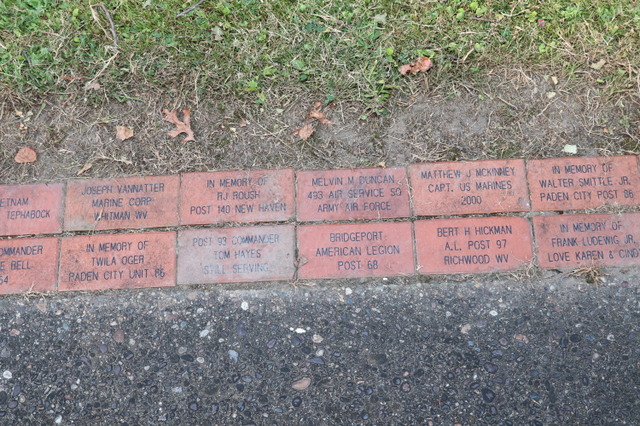 ETNAM
TEPHABOCK
JOSEPH VANNATTER
MARINE CORP
WHITMAN WV
IN MEMORY OF
RJ ROUSH
POST 140 NEW HAVEN
MELVIN M DUNCAN
493 AIR SERVICE SQ
ARMY AIR FORCE
MATTHEW J MCKINNEY
CAPT. US MARINES
2000
IN MEMORY OF
WALTER SMITTLE JR.
PADEN CITY POST 86
COMMANDER
E BELL
64
IN MEMORY OF
TWILA OGER
PADEN CITY UNIT 86
POST 93 COMMANDER
TOM HAYES
STILL SERVING
BRIDGEPORT
AMERICAN LEGION
POST 68
BERT H HICKMAN
A.L. POST 97
RICHWOOD WV
IN MEMORY OF
FRANK LUDEWIG JR
LOVE KAREN & CIND